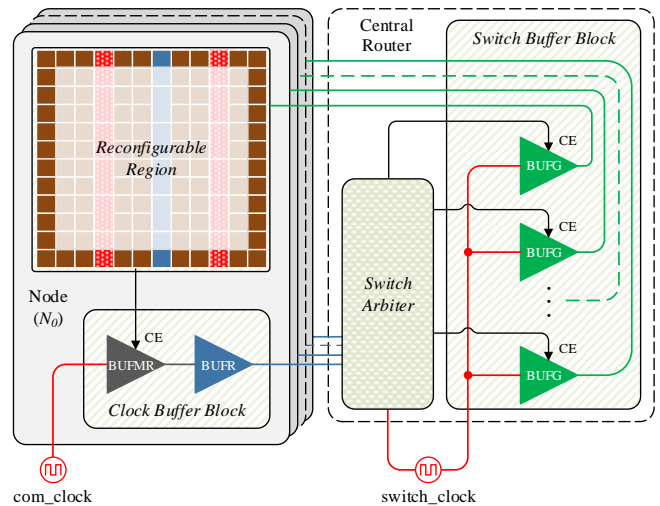 Central
Router
Switch Buffer Block
Reconfigurable
Region
CE
BUFG
CE
BUFG
Switch
Arbiter
Node
(N0)
CE
BUFMR
BUFR
CE
BUFG
Clock Buffer Block
com_clock
switch_clock